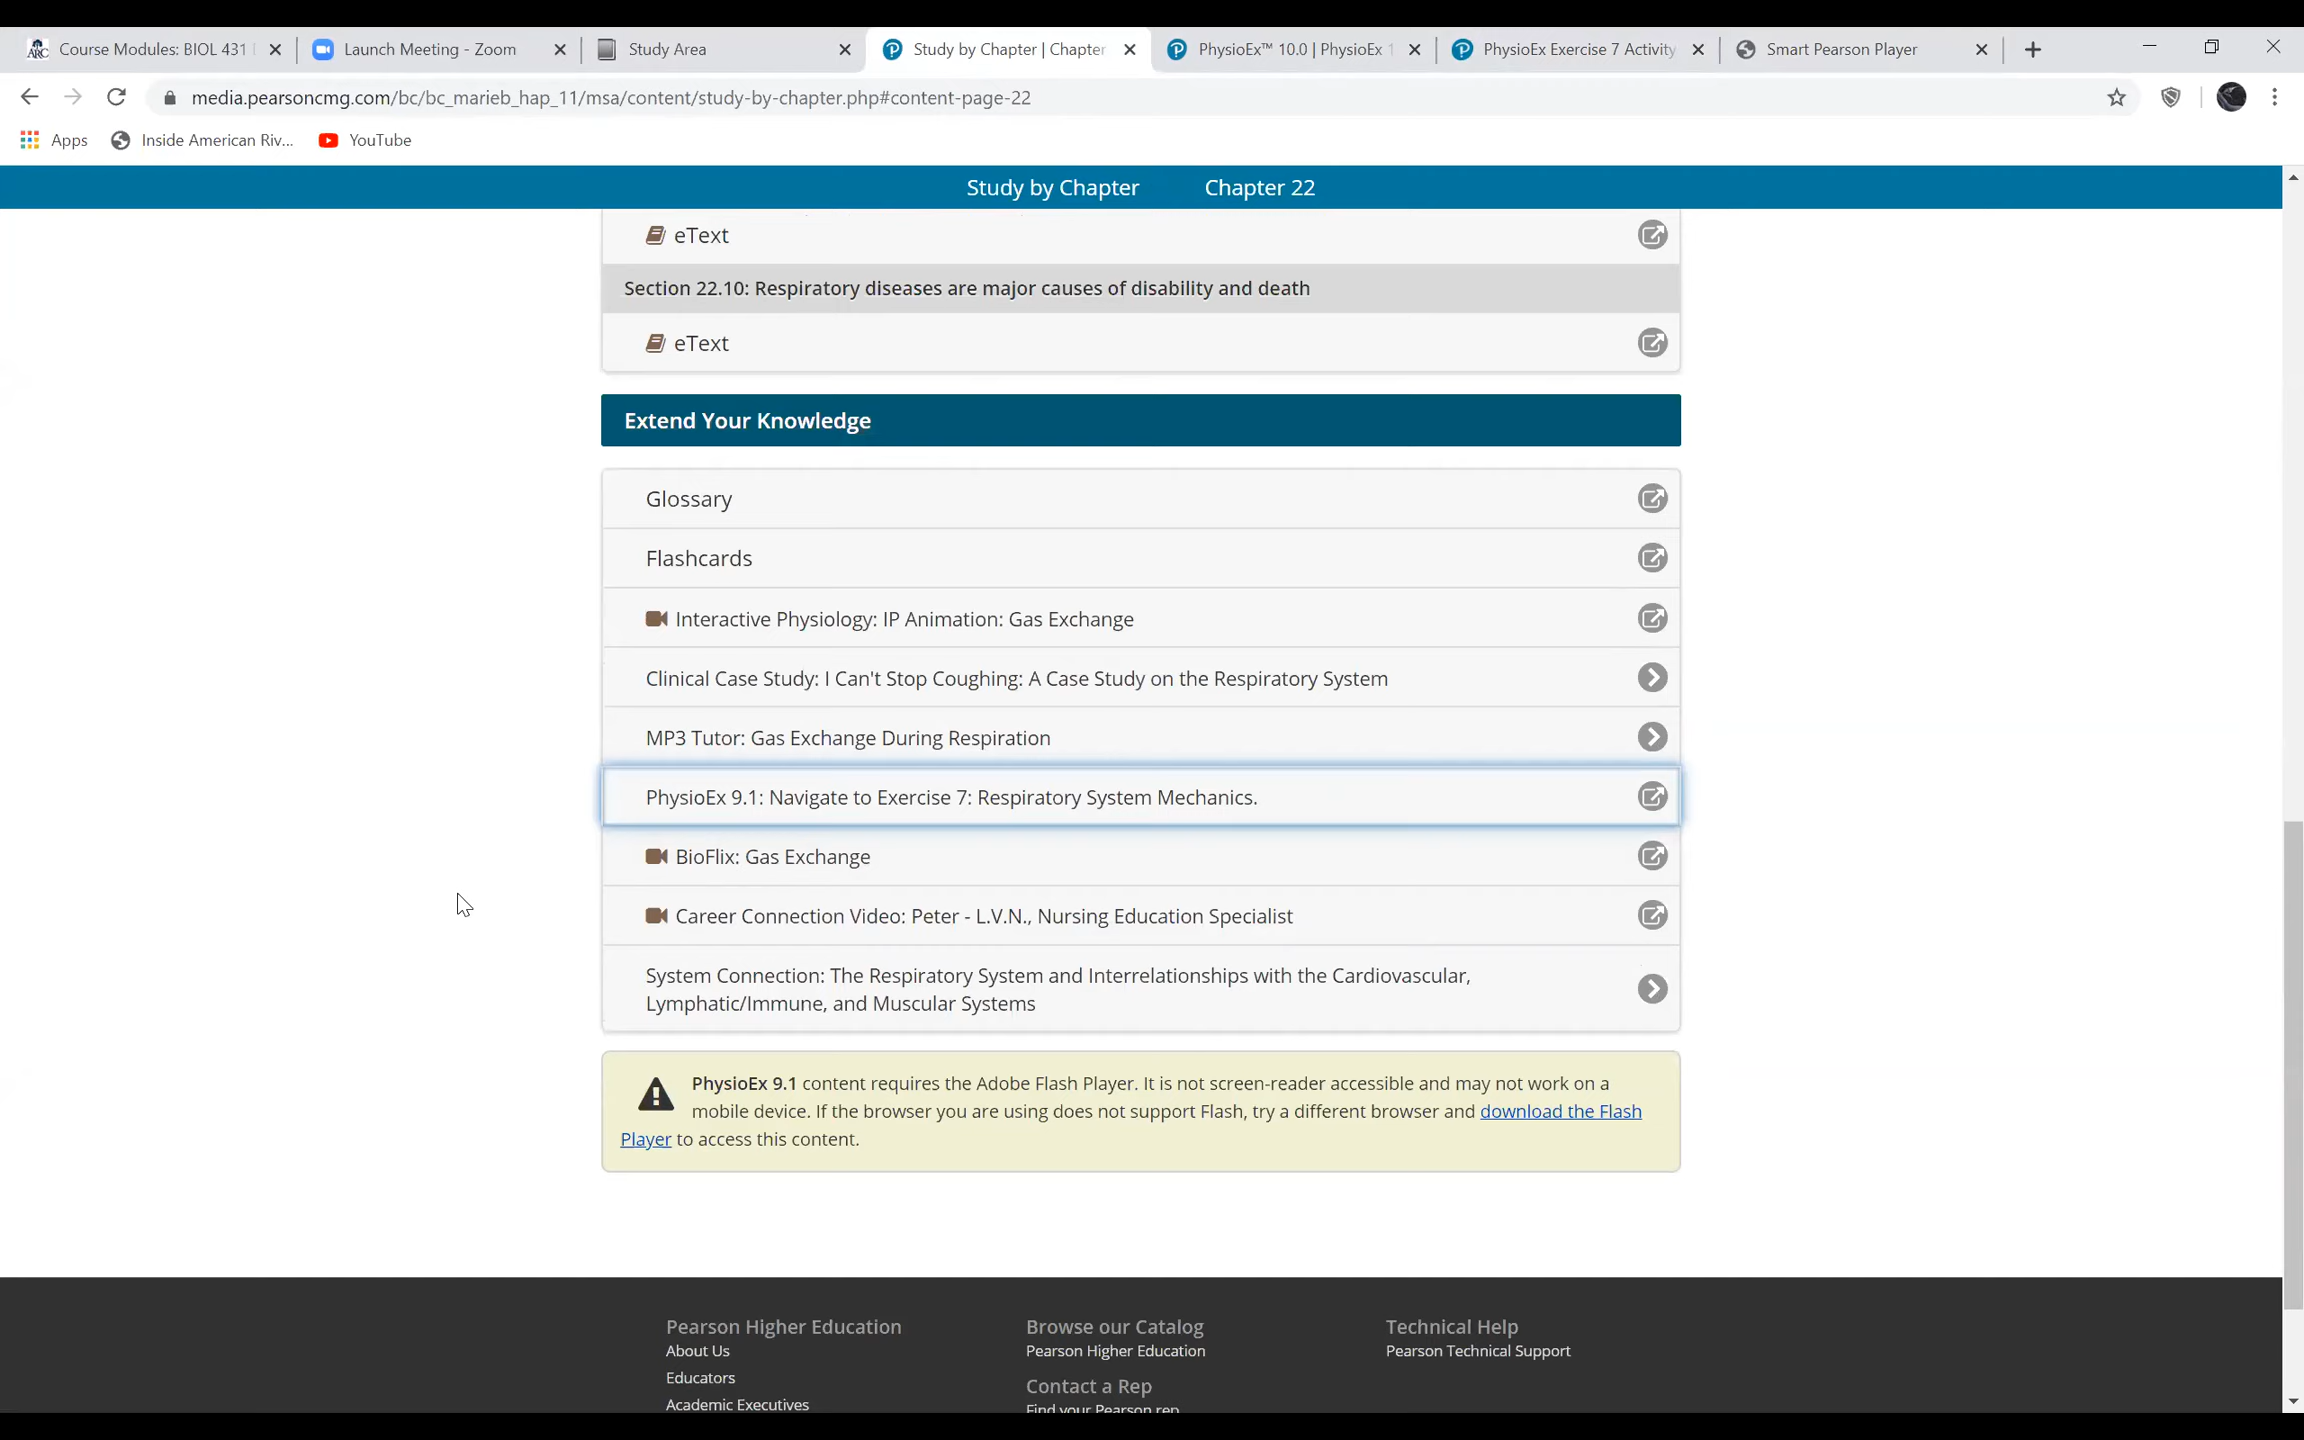 Course Modules: BIOL 431
Launch Meeting - Zoom
Study Area
Study by Chapter | Chapter
PhysioEx™ 10.0 | PhysioEx 1
PhysioEx Exercise 7 Activity
Smart Pearson Player
media.pearsoncmg.com/bc/bc_marieb_hap_11/msa/content/study-by-chapter.php#content-page-22
Apps
Inside American Riv...
YouTube
Study by Chapter
Chapter 22
eText
Section 22.10: Respiratory diseases are major causes of disability and death
eText
Extend Your Knowledge
Glossary
Flashcards
Interactive Physiology: IP Animation: Gas Exchange
Clinical Case Study: I Can't Stop Coughing: A Case Study on the Respiratory System
MP3 Tutor: Gas Exchange During Respiration
PhysioEx 9.1: Navigate to Exercise 7: Respiratory System Mechanics.
BioFlix: Gas Exchange
Career Connection Video: Peter - L.V.N., Nursing Education Specialist
System Connection: The Respiratory System and Interrelationships with the Cardiovascular,
Lymphatic/Immune, and Muscular Systems
PhysioEx 9.1 content requires the Adobe Flash Player. It is not screen-reader accessible and may not work on a
mobile device. If the browser you are using does not support Flash, try a different browser and download the Flash
Player to access this content.
Pearson Higher Education
About Us
Educators
Academic Executives
Browse our Catalog
Pearson Higher Education
Contact a Rep
Find your Pearson rep
Technical Help
Pearson Technical Support